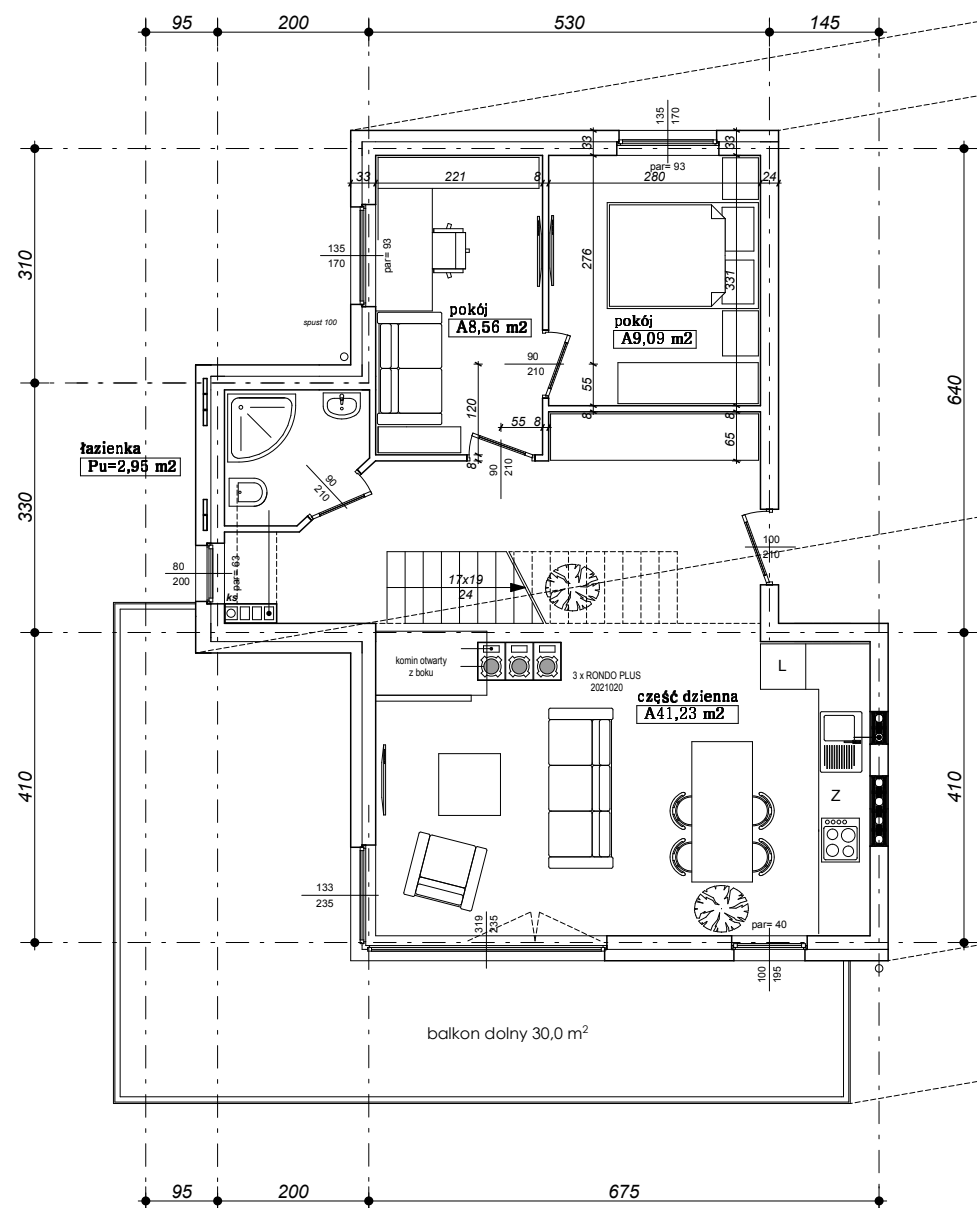 95 200 530 145
135
170
33
33
par= 93
33 221 8 280 24
310
135
170
par= 93
276
331
640
spust 100
pokój
A8,56 m2
pokój
A9,09 m2
90
210
120
55
55 8
8
8
65
8
90
210
łazienka
Pu=2,95 m2
90
210
330
100
210
80
200
par= 63
ks
17x19
24
komin otwarty
z boku
3 x RONDO PLUS
2021020
L
część dzienna
A41,23 m2
410
410
Z
133
235
319
235
par= 40
100
195
balkon dolny 30,0 m²
95 200 675